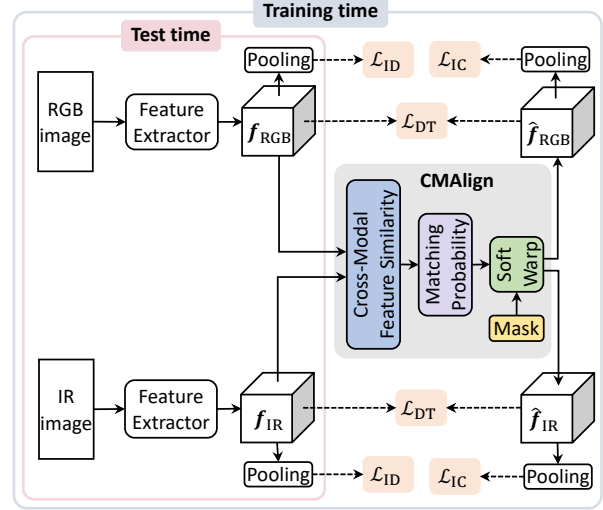 Training time
Test time
Pooling
ℒ_ID
ℒ_IC
Pooling
RGB
image
Feature
Extractor
f_RGB
ℒ_DT
f̂_RGB
CMAlign
Cross-Modal
Feature Similarity
Matching
Probability
Soft
Warp
Mask
IR
image
Feature
Extractor
f_IR
ℒ_DT
f̂_IR
Pooling
ℒ_ID
ℒ_IC
Pooling